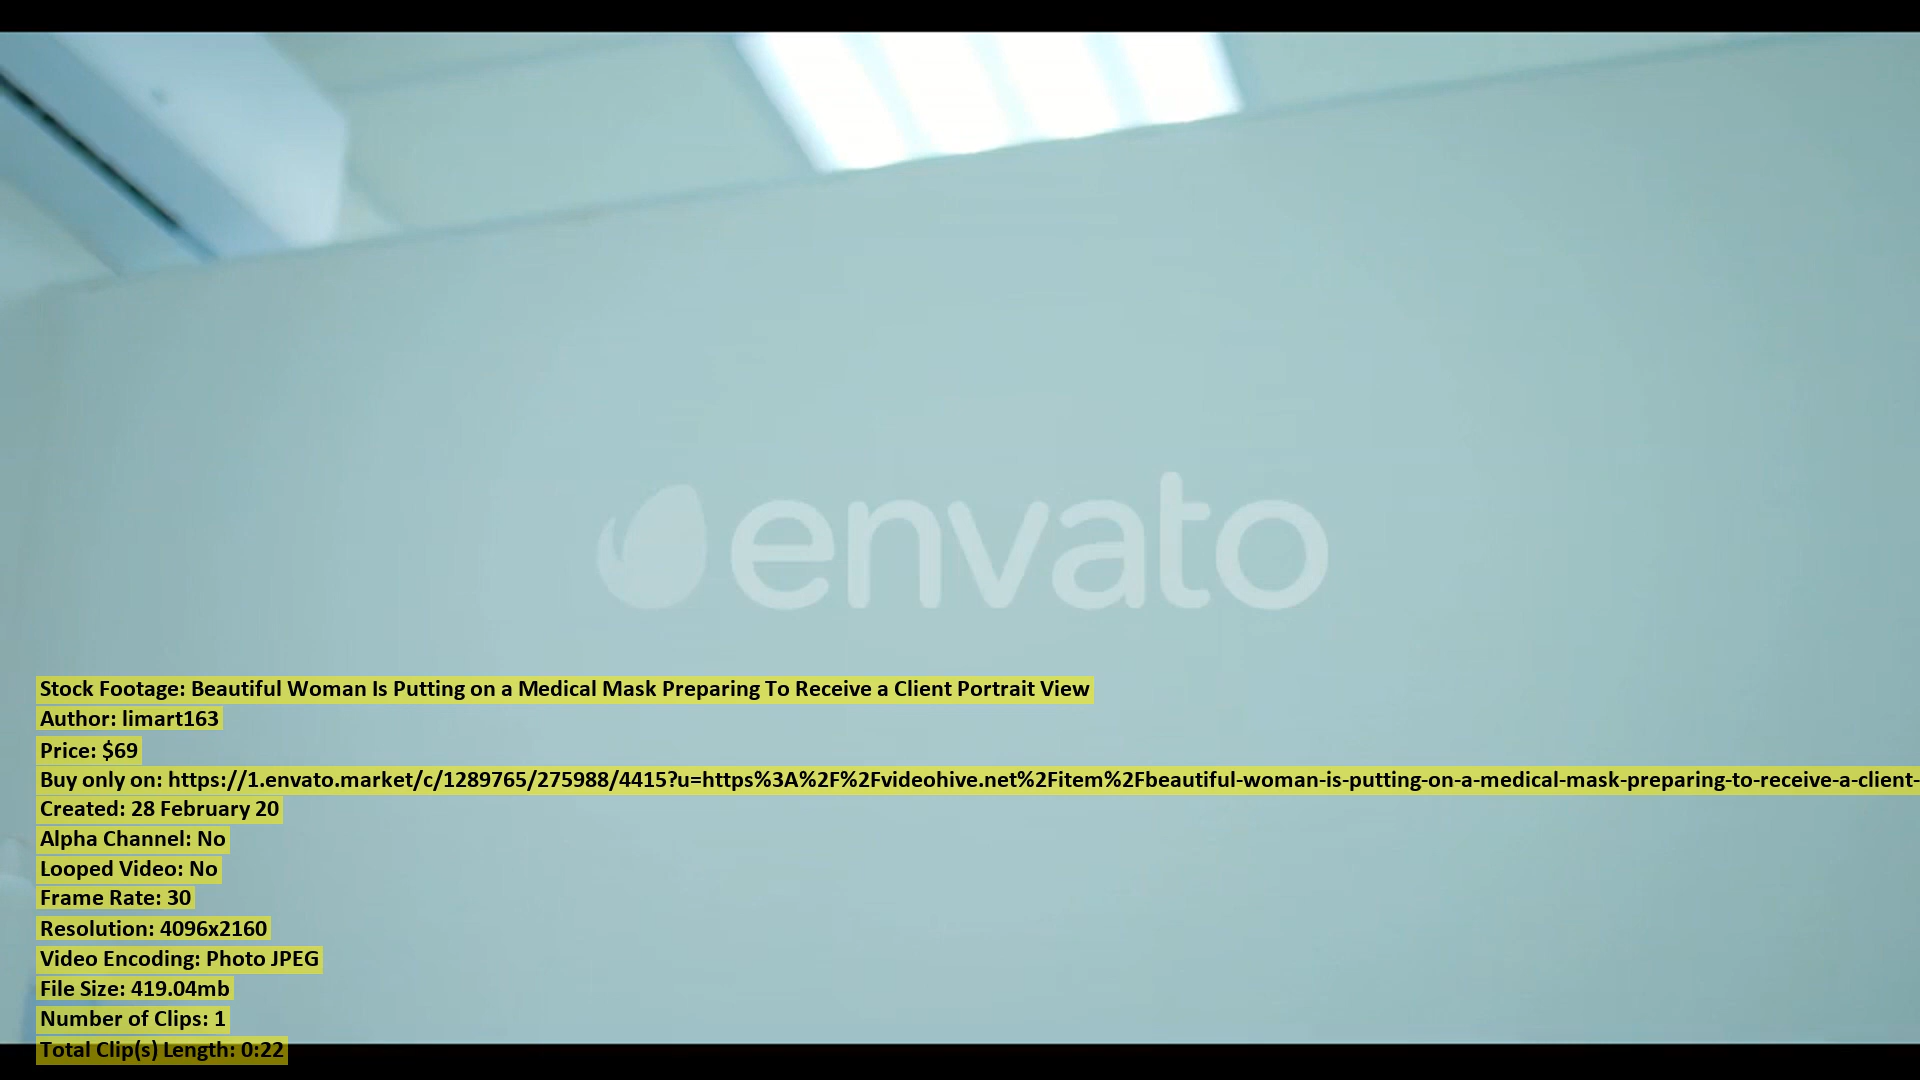 envato
Stock Footage: Beautiful Woman Is Putting on a Medical Mask Preparing To Receive a Client Portrait View
Author: limart163
Price: $69
Buy only on: https://1.envato.market/c/1289765/275988/4415?u=https%3A%2F%2Fvideohive.net%2Fitem%2Fbeautiful-woman-is-putting-on-a-medical-mask-preparing-to-receive-a-client-
Created: 28 February 20
Alpha Channel: No
Looped Video: No
Frame Rate: 30
Resolution: 4096x2160
Video Encoding: Photo JPEG
File Size: 419.04mb
Number of Clips: 1
Total Clip(s) Length: 0:22